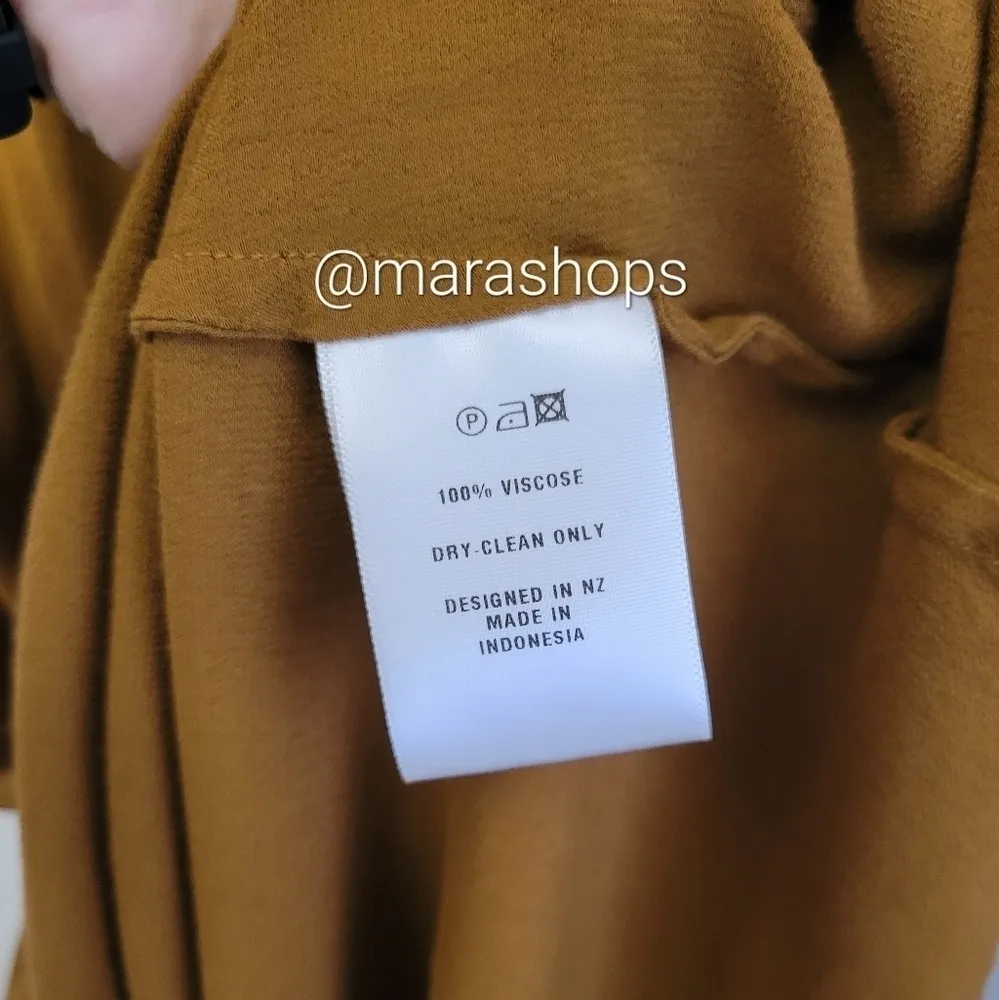 @marashops
P
100% VISCOSE
DRY-CLEAN ONLY
DESIGNED IN NZ
MADE IN
INDONESIA